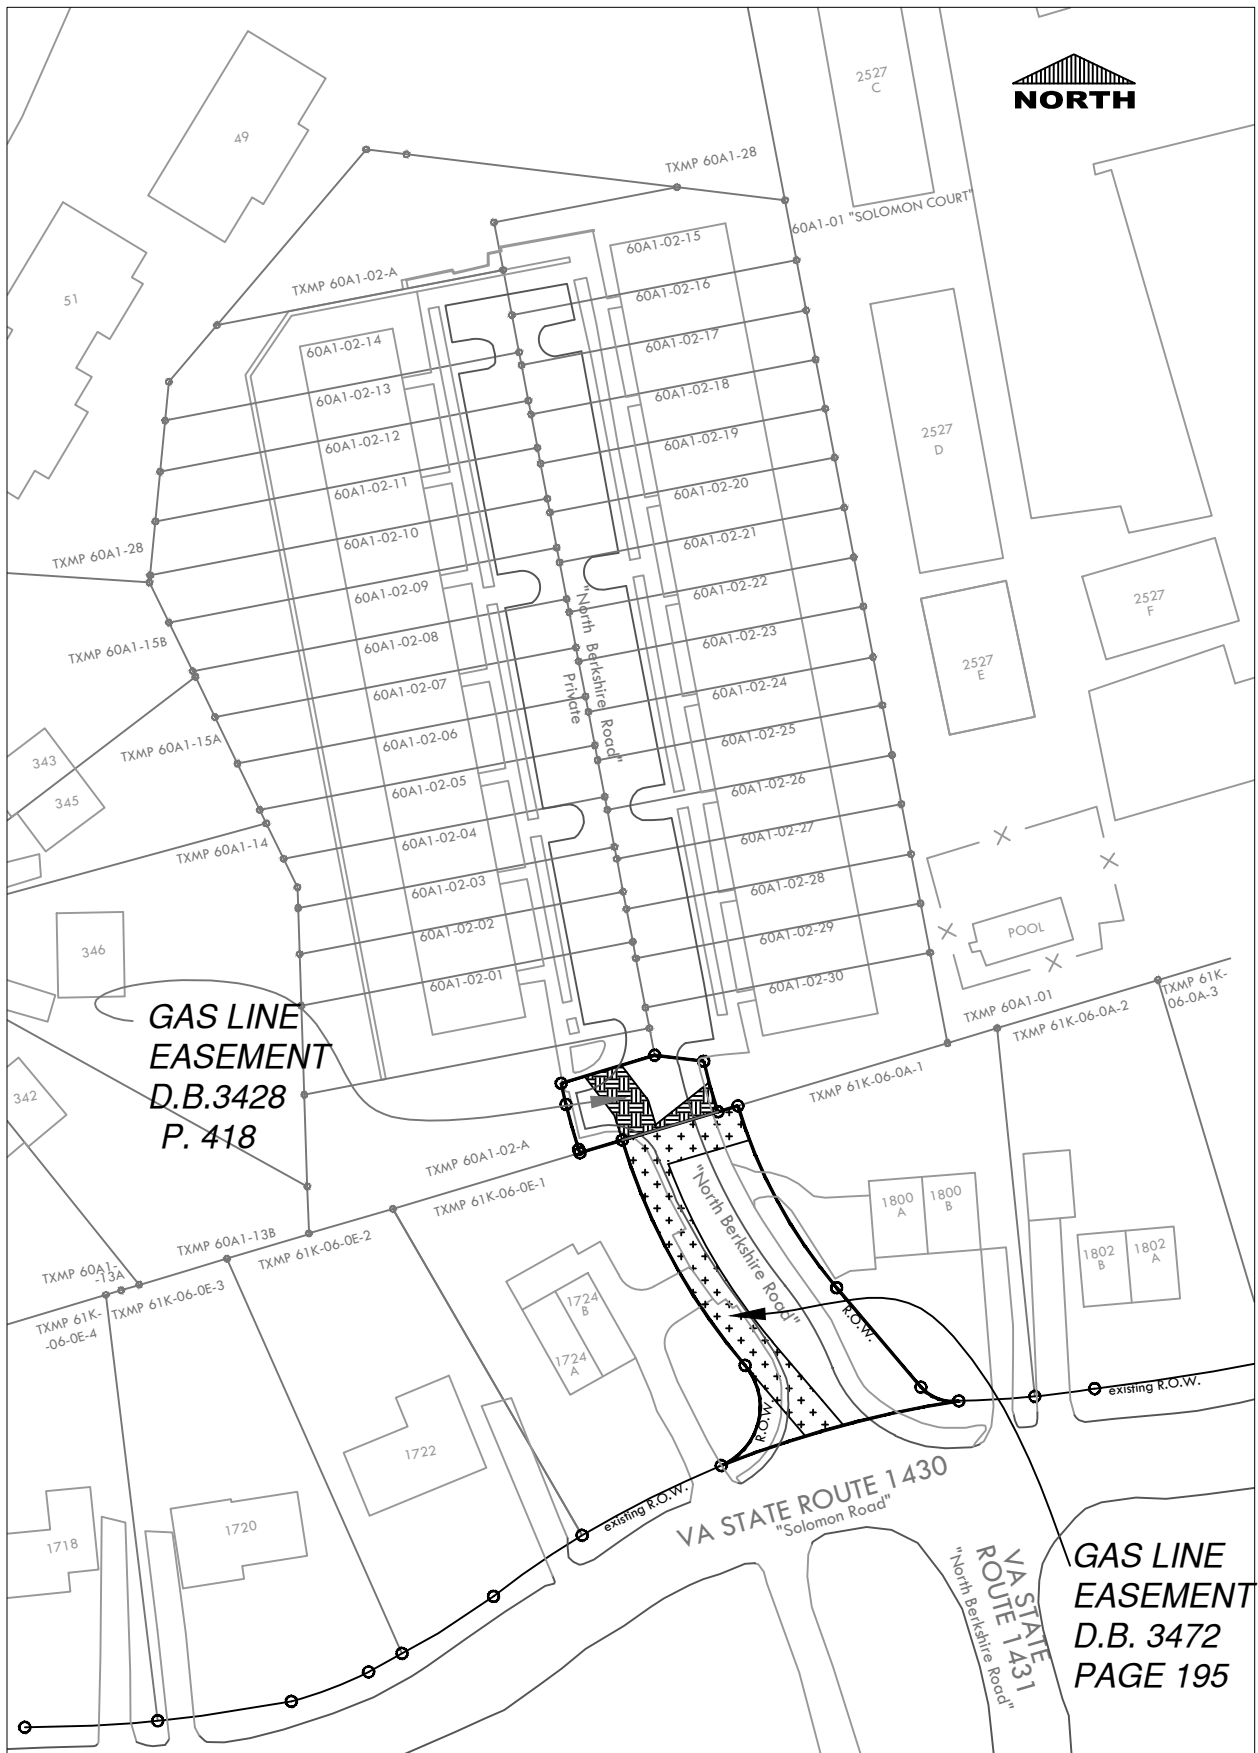 2527
C
NORTH
49
TXMP 60A1-28
60A1-01 "SOLOMON COURT"
51
TXMP 60A1-02-A
60A1-02-15
60A1-02-16
60A1-02-14
60A1-02-17
60A1-02-13
60A1-02-18
60A1-02-12
60A1-02-19
2527
D
60A1-02-11
60A1-02-20
60A1-02-10
60A1-02-21
TXMP 60A1-28
60A1-02-09
60A1-02-22
2527
F
60A1-02-08
60A1-02-23
TXMP 60A1-15B
60A1-02-07
60A1-02-24
2527
E
"North Berkshire Road"
Private
60A1-02-06
60A1-02-25
TXMP 60A1-15A
343
345
60A1-02-05
60A1-02-26
60A1-02-04
60A1-02-27
TXMP 60A1-14
60A1-02-03
60A1-02-28
60A1-02-02
60A1-02-29
POOL
346
60A1-02-01
60A1-02-30
TXMP 60A1-01
TXMP 61K-06-0A-2
TXMP 61K-
06-0A-3
GAS LINE
EASEMENT
D.B.3428
P. 418
342
TXMP 61K-06-0A-1
TXMP 60A1-02-A
TXMP 61K-06-0E-1
"North Berkshire Road"
1800
A
1800
B
TXMP 60A1-13B
TXMP 61K-06-0E-2
1802
B
1802
A
TXMP 60A1-
-13A
TXMP 61K-06-0E-3
TXMP 61K-
-06-0E-4
1724
B
1724
A
R.O.W.
R.O.W.
existing R.O.W.
1722
existing R.O.W.
VA STATE ROUTE 1430
"Solomon Road"
1720
1718
VA STATE
ROUTE 1431
"North Berkshire Road"
GAS LINE
EASEMENT
D.B. 3472
PAGE 195